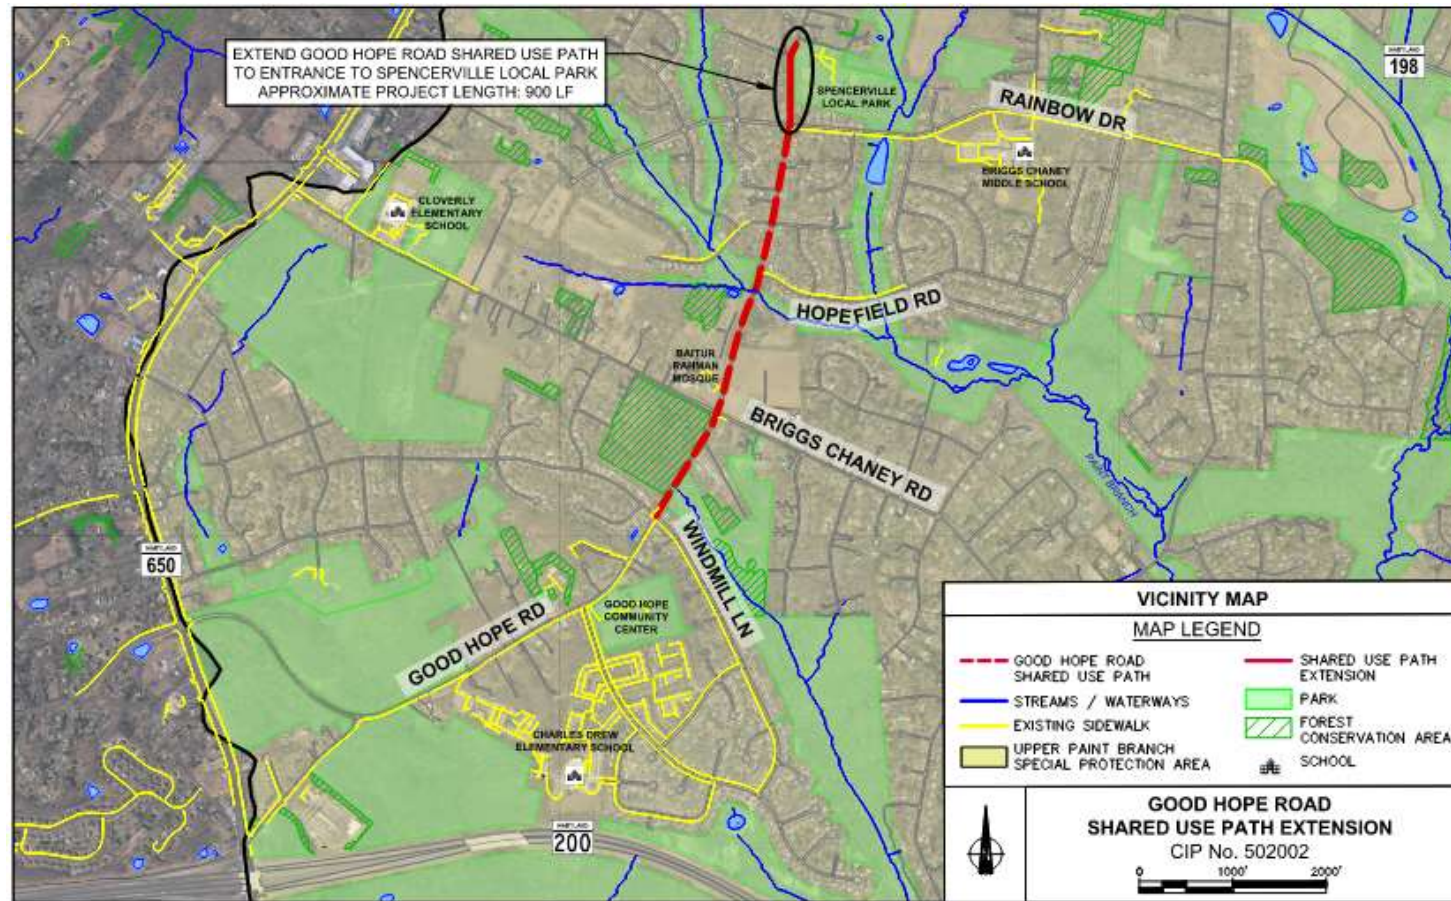 EXTEND GOOD HOPE ROAD SHARED USE PATH
TO ENTRANCE TO SPENCERVILLE LOCAL PARK
APPROXIMATE PROJECT LENGTH: 900 LF
MARYLAND
198
SPENCERVILLE
LOCAL PARK
RAINBOW DR
BRIGGS CHANEY
MIDDLE SCHOOL
CLOVERLY
ELEMENTARY
SCHOOL
HOPEFIELD RD
BAITUR
RAHMAN
MOSQUE
BRIGGS CHANEY RD
PAINT BRANCH
WINDMILL LN
MARYLAND
650
GOOD HOPE
COMMUNITY
CENTER
GOOD HOPE RD
CHARLES DREW
ELEMENTARY SCHOOL
MARYLAND
200
VICINITY MAP
MAP LEGEND
GOOD HOPE ROAD
SHARED USE PATH
STREAMS / WATERWAYS
EXISTING SIDEWALK
UPPER PAINT BRANCH
SPECIAL PROTECTION AREA
SHARED USE PATH
EXTENSION
PARK
FOREST
CONSERVATION AREA
SCHOOL
GOOD HOPE ROAD
SHARED USE PATH EXTENSION
CIP No. 502002
0 1000' 2000'